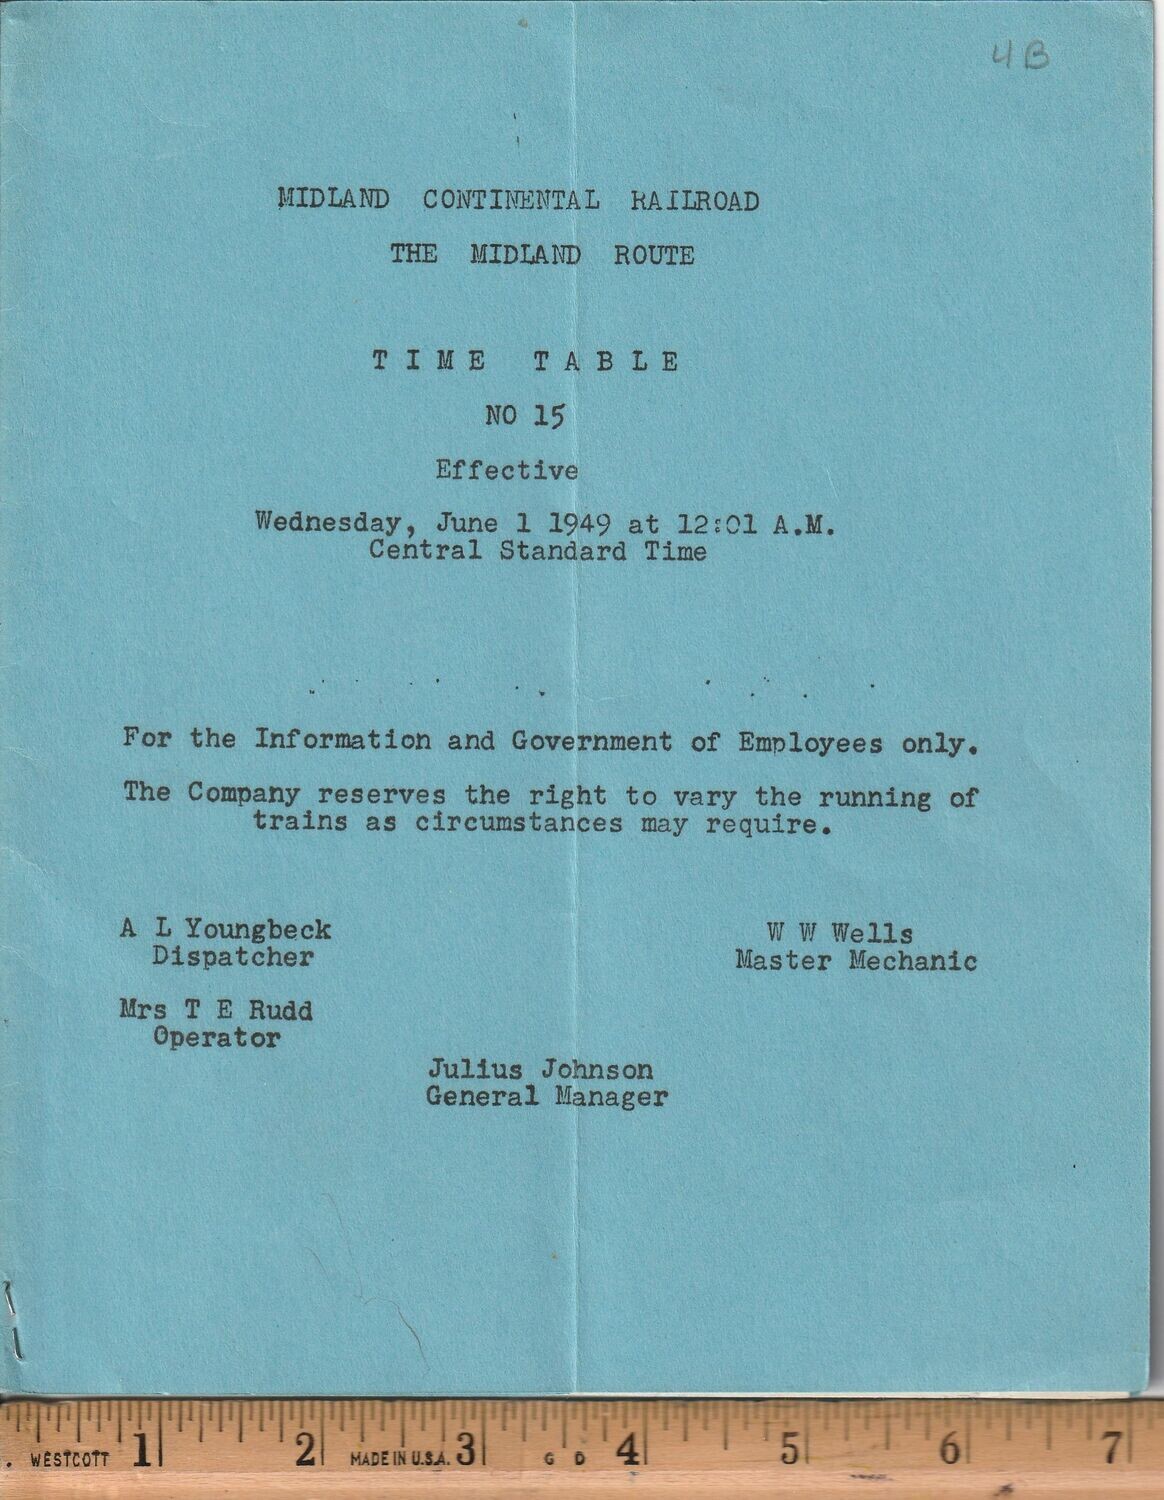 4B
MIDLAND CONTINENTAL RAILROAD
THE MIDLAND ROUTE
TIME TABLE
NO 15
Effective
Wednesday, June 1 1949 at 12:01 A.M.
Central Standard Time
For the Information and Government of Employees only.
The Company reserves the right to vary the running of
trains as circumstances may require.
A L Youngbeck
Dispatcher
W W Wells
Master Mechanic
Mrs T E Rudd
Operator
Julius Johnson
General Manager
1 2 3 4 5 6 7
WESTCOTT MADE IN U.S.A. G D